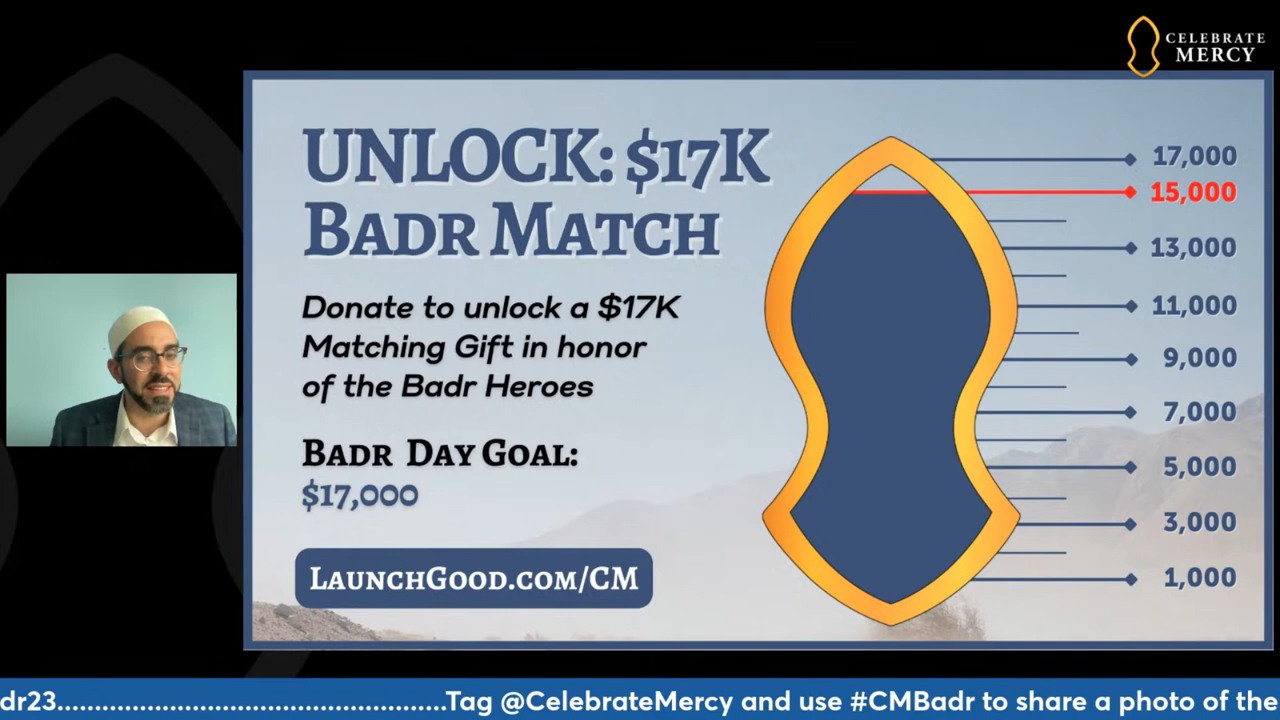 CELEBRATE
MERCY
UNLOCK: $17K
BADR MATCH
Donate to unlock a $17K
Matching Gift in honor
of the Badr Heroes
BADR DAY GOAL:
$17,000
LAUNCHGOOD.COM/CM
17,000
15,000
13,000
11,000
9,000
7,000
5,000
3,000
1,000
dr23..................................................Tag @CelebrateMercy and use #CMBadr to share a photo of the